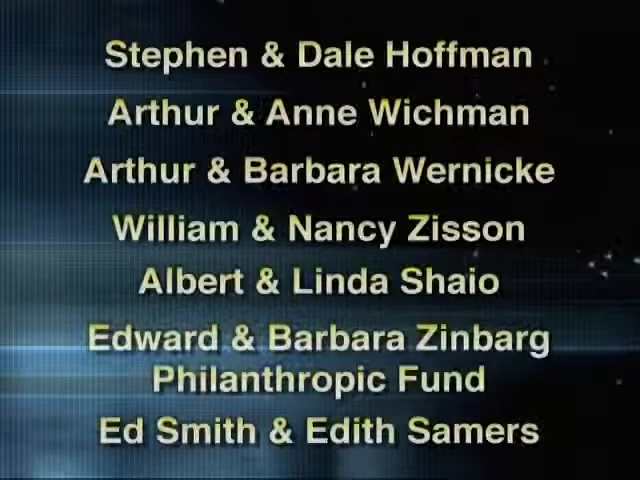 Stephen & Dale Hoffman
Arthur & Anne Wichman
Arthur & Barbara Wernicke
William & Nancy Zisson
Albert & Linda Shaio
Edward & Barbara Zinbarg
Philanthropic Fund
Ed Smith & Edith Samers